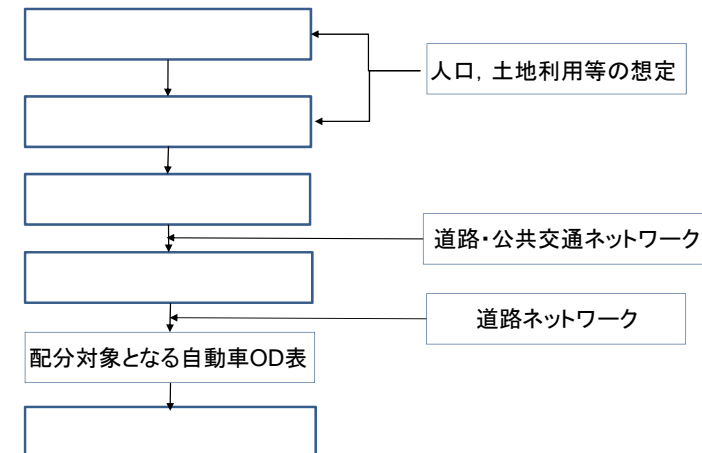 人口，土地利用等の想定
道路・公共交通ネットワーク
道路ネットワーク
配分対象となる自動車OD表